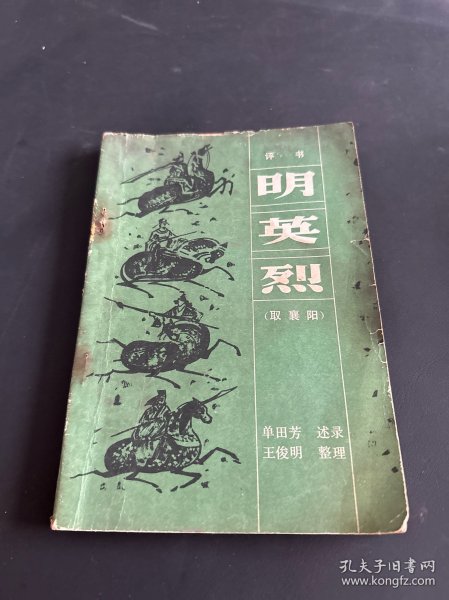 评书
明
英
烈
(取襄阳)
单田芳 述录
王俊明 整理
孔夫子旧书网
www.kongfz.com